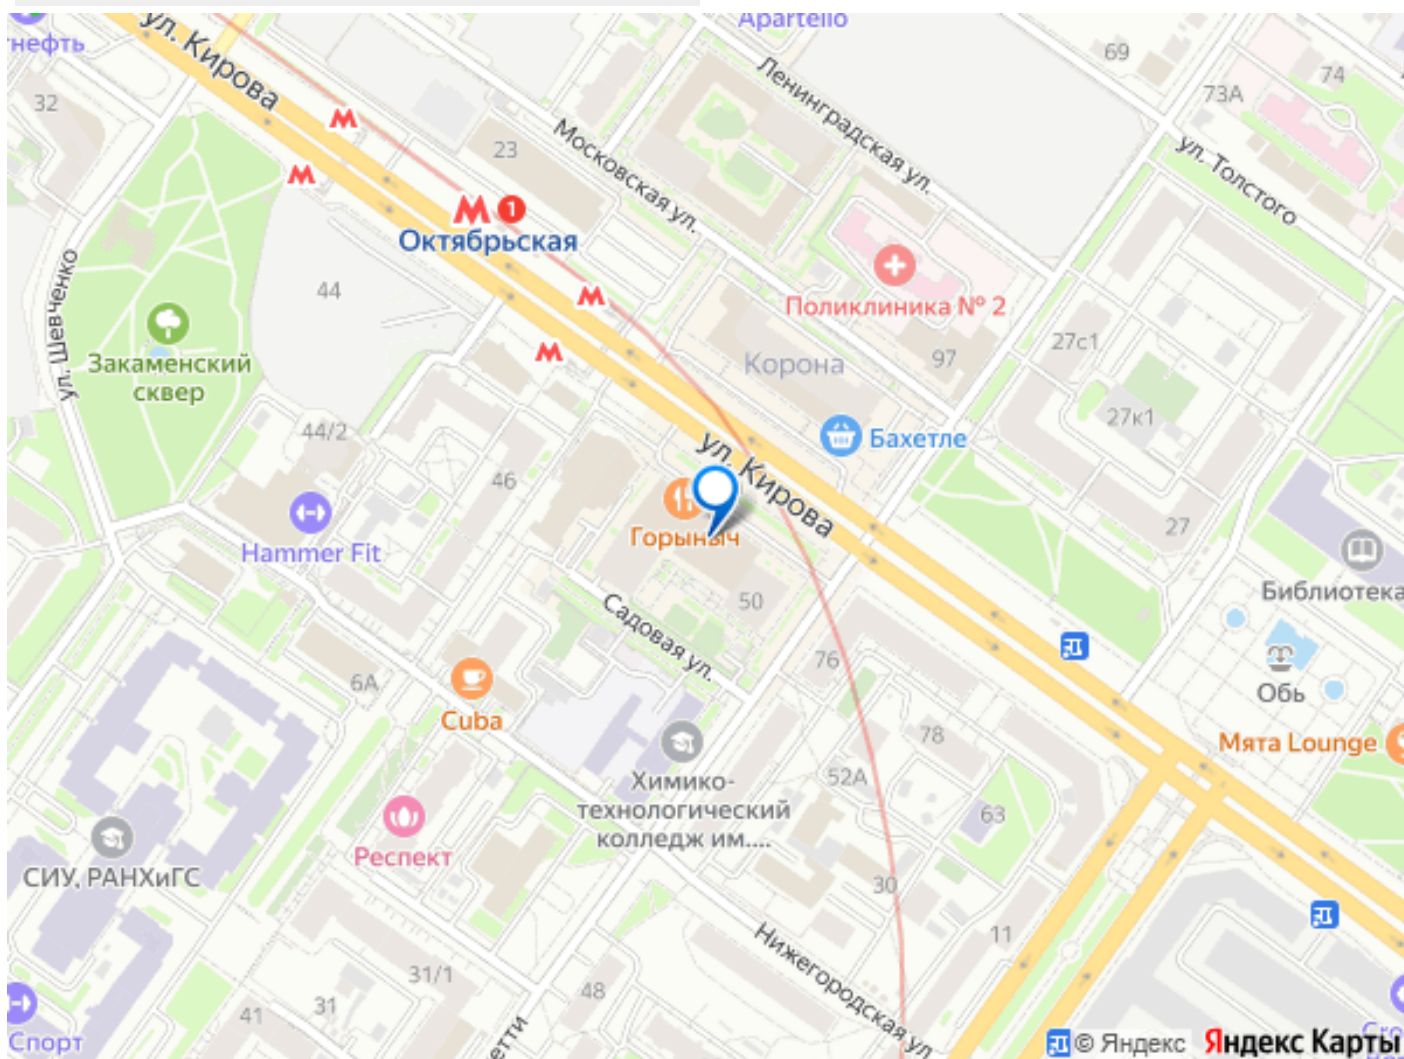 Apartello
нефть
ул. Кирова
69
74
73А
32
Ленинградская ул.
Московская ул.
23
ул. Толстого
1
Октябрьская
ул. Шевченко
44
Поликлиника № 2
27с1
Закаменский
сквер
Корона
97
27к1
44/2
Бахетле
46
ул. Кирова
27
Hammer Fit
Горыныч
Библиотека
50
Садовая ул.
76
6А
Обь
Cuba
78
Мята Lounge
Химико-
технологический
колледж им....
52А
63
Респект
СИУ, РАНХиГС
30
11
Нижегородская ул.
31/1
48
31
41
Спорт
© Яндекс
Яндекс Карты